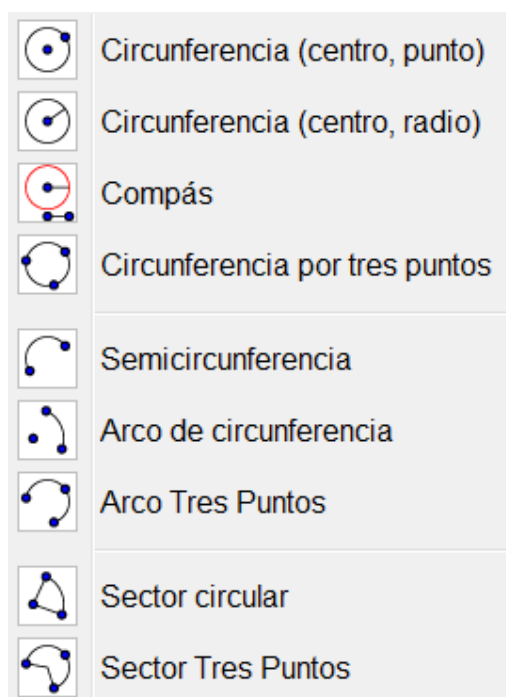 Circunferencia (centro, punto)
Circunferencia (centro, radio)
Compás
Circunferencia por tres puntos
Semicircunferencia
Arco de circunferencia
Arco Tres Puntos
Sector circular
Sector Tres Puntos